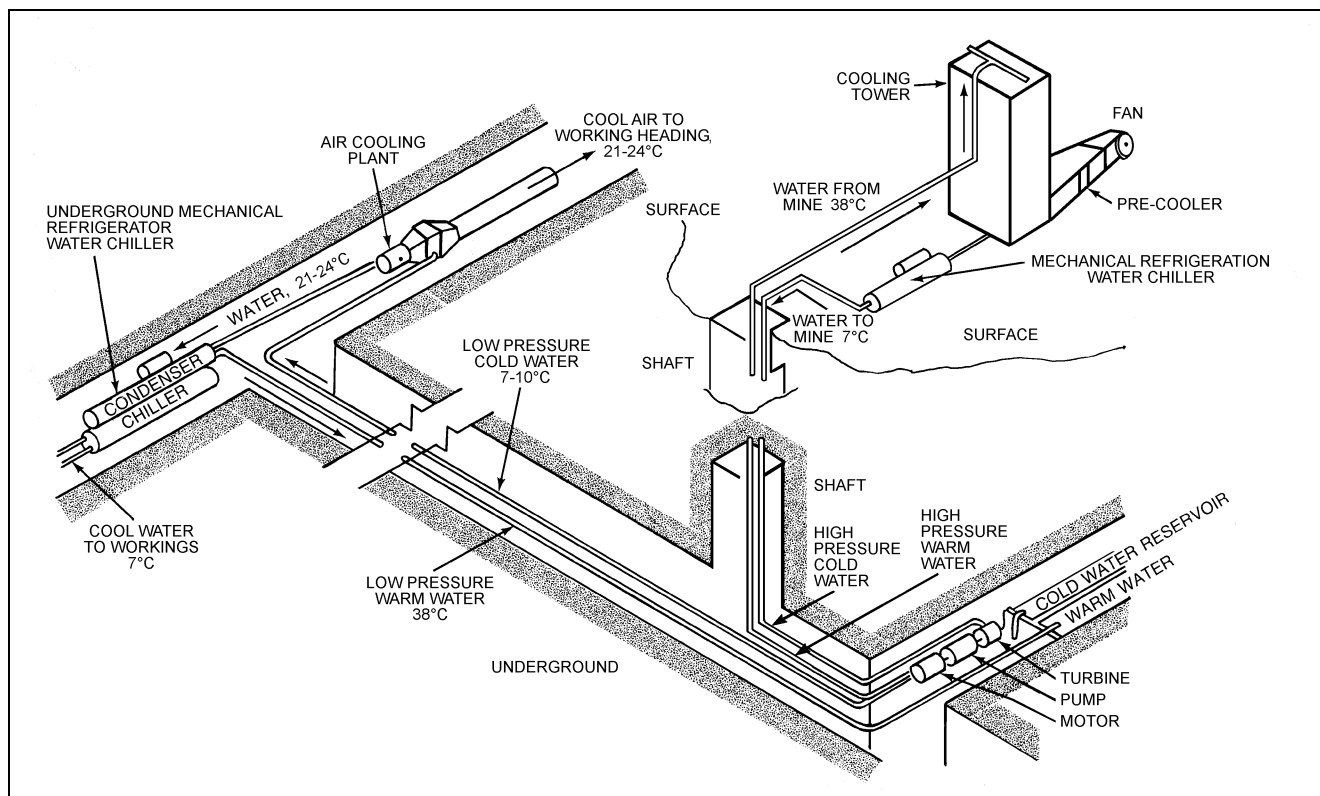 COOLING
TOWER
FAN
COOL AIR TO
WORKING HEADING,
21-24°C
AIR COOLING
PLANT
WATER FROM
MINE 38°C
PRE-COOLER
UNDERGROUND MECHANICAL
REFRIGERATOR
WATER CHILLER
SURFACE
WATER, 21-24°C
MECHANICAL REFRIGERATION
WATER CHILLER
WATER TO
MINE 7°C
SURFACE
SHAFT
LOW PRESSURE
COLD WATER
7-10°C
CONDENSER
CHILLER
COOL WATER
TO WORKINGS
7°C
SHAFT
HIGH
PRESSURE
COLD
WATER
HIGH
PRESSURE
WARM
WATER
COLD WATER RESERVOIR
WARM WATER
LOW PRESSURE
WARM WATER
38°C
UNDERGROUND
TURBINE
PUMP
MOTOR